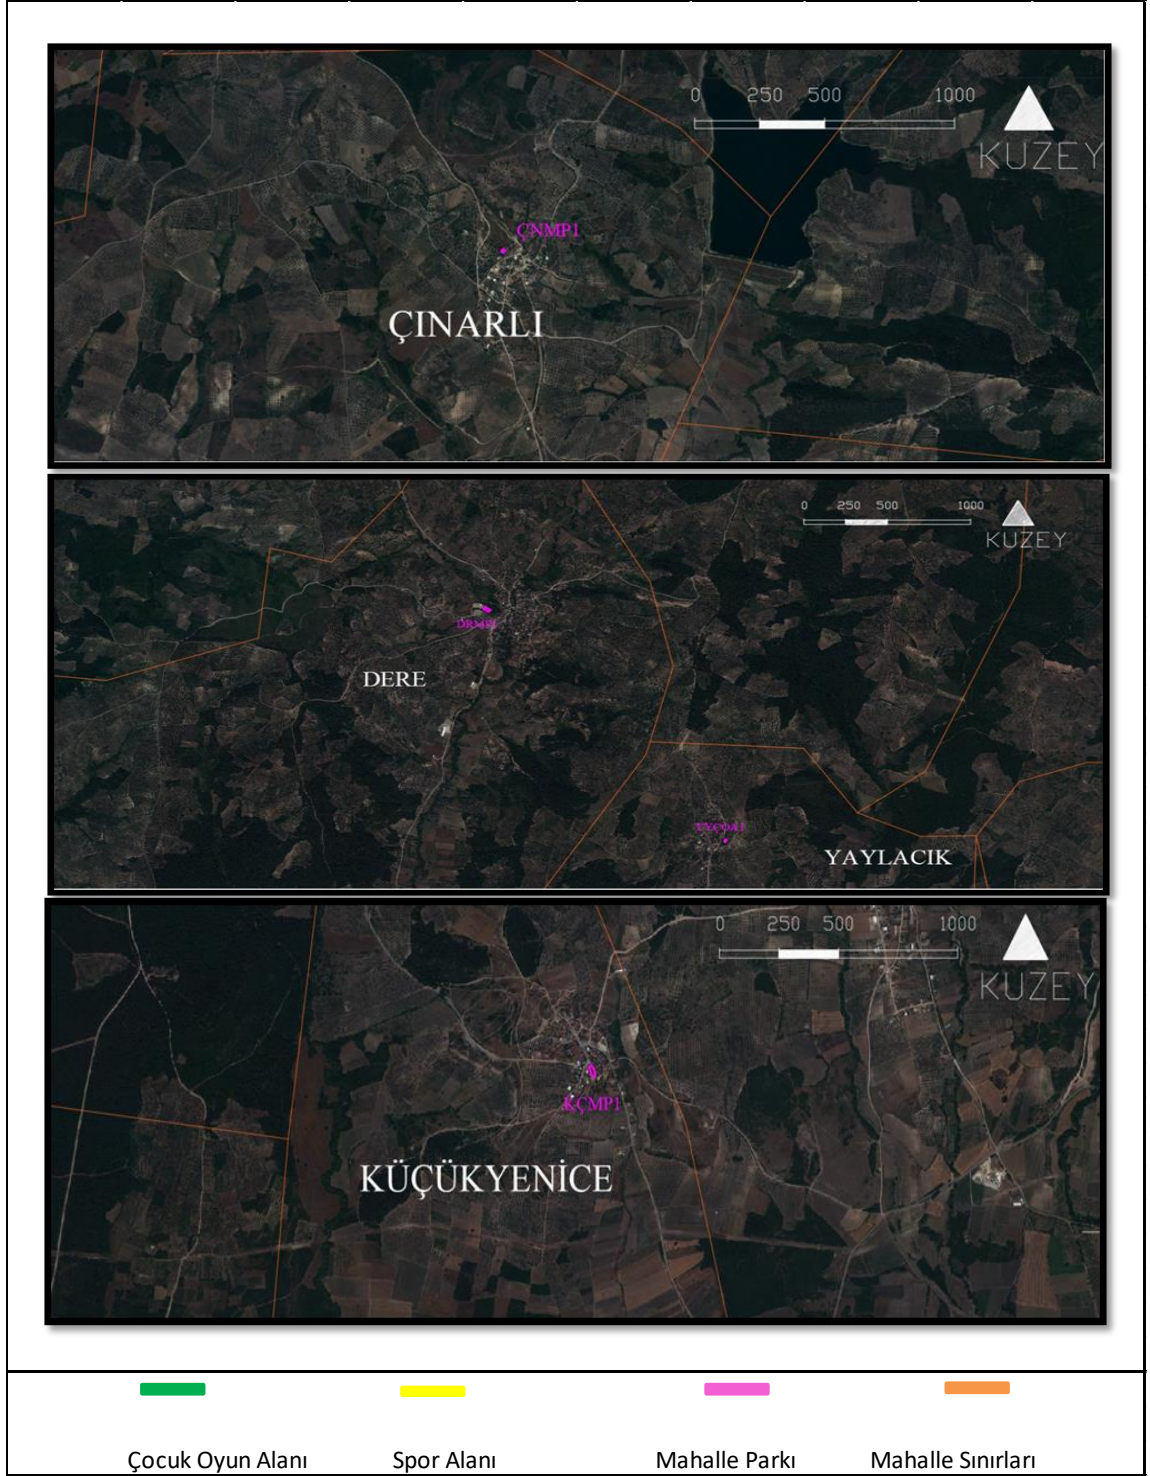 0 250 500 1000
KUZEY
ÇNMP1
ÇINARLI
0 250 500 1000
KUZEY
DERE
YAYLACIK
0 250 500 1000
KUZEY
KÇMP1
KÜÇÜKYENİCE
Çocuk Oyun Alanı Spor Alanı Mahalle Parkı Mahalle Sınırları